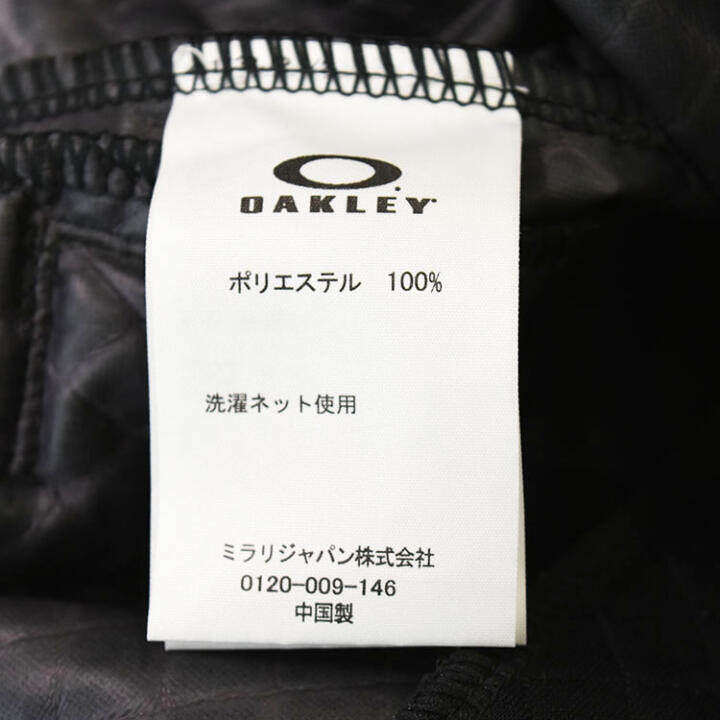 OAKLEY
ポリエステル 100%
洗濯ネット使用
ミラリジャパン株式会社
0120-009-146
中国製